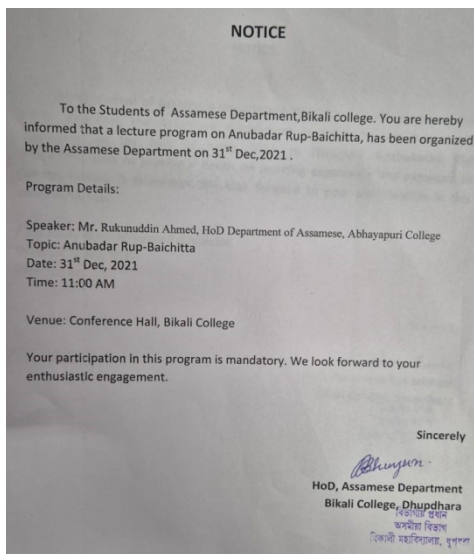 NOTICE
To the Students of Assamese Department,Bikali college. You are hereby
informed that a lecture program on Anubadar Rup-Baichitta, has been organized
by the Assamese Department on 31st Dec,2021 .
Program Details:
Speaker: Mr. Rukunuddin Ahmed, HoD Department of Assamese, Abhayapuri College
Topic: Anubadar Rup-Baichitta
Date: 31st Dec, 2021
Time: 11:00 AM
Venue: Conference Hall, Bikali College
Your participation in this program is mandatory. We look forward to your
enthusiastic engagement.
Sincerely
HoD, Assamese Department
Bikali College, Dhupdhara
বিভাগীয় প্ৰধান
অসমীয়া বিভাগ
বিকালী মহাবিদ্যালয়,